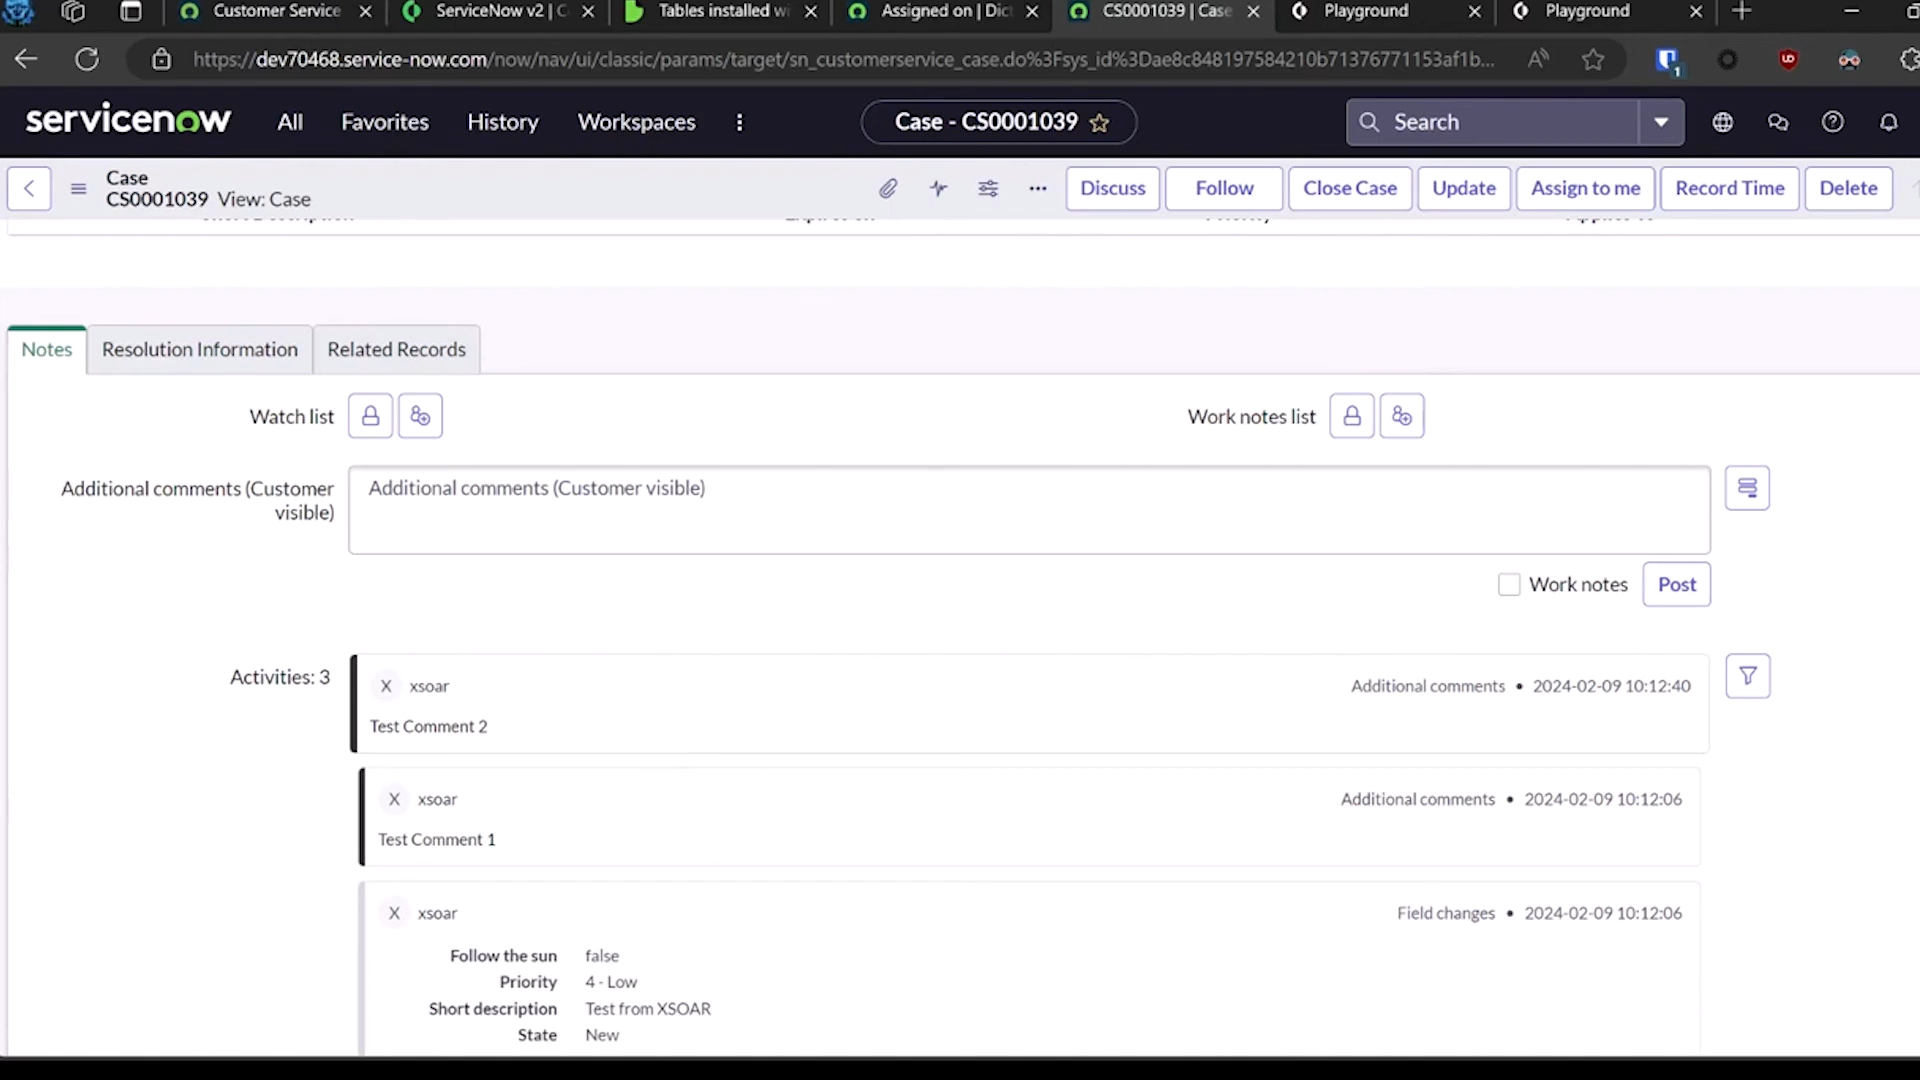 Customer Service
ServiceNow v2 | C
Tables installed wi
Assigned on | Dict
CS0001039 | Case
Playground
Playground
https://dev70468.service-now.com/now/nav/ui/classic/params/target/sn_customerservice_case.do%3Fsys_id%3Dae8c848197584210b71376771153af1b...
1
UD
servicenow
All
Favorites
History
Workspaces
Case - CS0001039
Search
Case
CS0001039 View: Case
Discuss
Follow
Close Case
Update
Assign to me
Record Time
Delete
Notes
Resolution Information
Related Records
Watch list
Work notes list
Additional comments (Customer
visible)
Additional comments (Customer visible)
Work notes
Post
Activities: 3
X xsoar
Additional comments • 2024-02-09 10:12:40
Test Comment 2
X xsoar
Additional comments • 2024-02-09 10:12:06
Test Comment 1
X xsoar
Field changes • 2024-02-09 10:12:06
Follow the sun false
Priority 4 - Low
Short description Test from XSOAR
State New